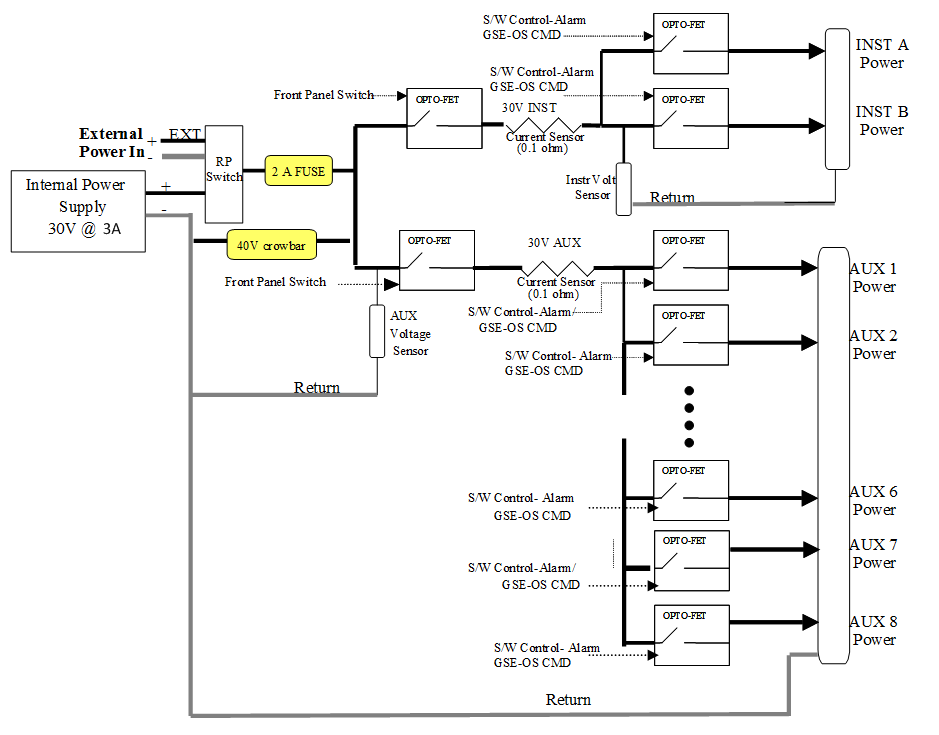 S/W Control-Alarm
GSE-OS CMD
OPTO-FET
INST A
Power
S/W Control-Alarm
GSE-OS CMD
OPTO-FET
INST B
Power
Front Panel Switch
OPTO-FET
30V INST
Current Sensor
(0.1 ohm)
External
Power In
+
-
EXT
RP
Switch
2 A FUSE
Internal Power
Supply
30V @ 3A
+
-
Instr Volt
Sensor
Return
40V crowbar
OPTO-FET
Front Panel Switch
30V AUX
Current Sensor
(0.1 ohm)
OPTO-FET
AUX 1
Power
S/W Control-Alarm/
GSE-OS CMD
AUX
Voltage
Sensor
OPTO-FET
AUX 2
Power
S/W Control- Alarm
GSE-OS CMD
Return
OPTO-FET
AUX 6
Power
S/W Control- Alarm
GSE-OS CMD
OPTO-FET
AUX 7
Power
S/W Control-Alarm/
GSE-OS CMD
OPTO-FET
AUX 8
Power
S/W Control- Alarm
GSE-OS CMD
Return